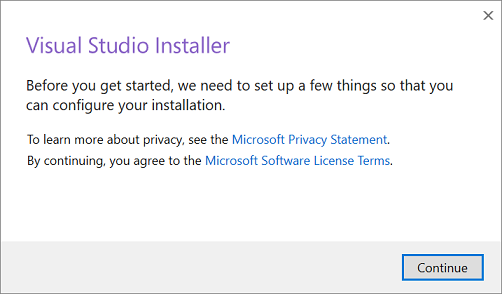 Visual Studio Installer
Before you get started, we need to set up a few things so that you
can configure your installation.
To learn more about privacy, see the Microsoft Privacy Statement.
By continuing, you agree to the Microsoft Software License Terms.
Continue